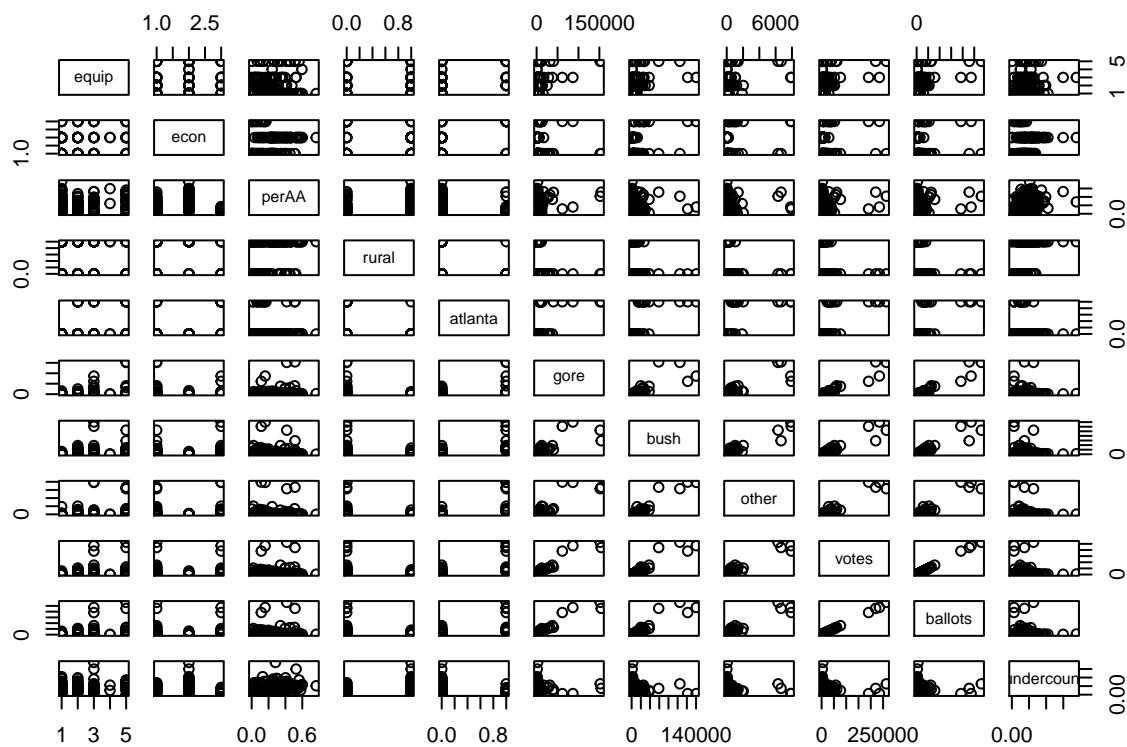 1.0 2.5 0.0 0.8 0 150000 0 6000 0
equip 1 5
1.0 econ
perAA 0.0
0.0 rural
atlanta 0.0
0 gore
bush 0
0 other
votes 0
0 ballots
undercoun 0.00
1 3 5 0.0 0.6 0.0 0.8 0 140000 0 250000 0.00